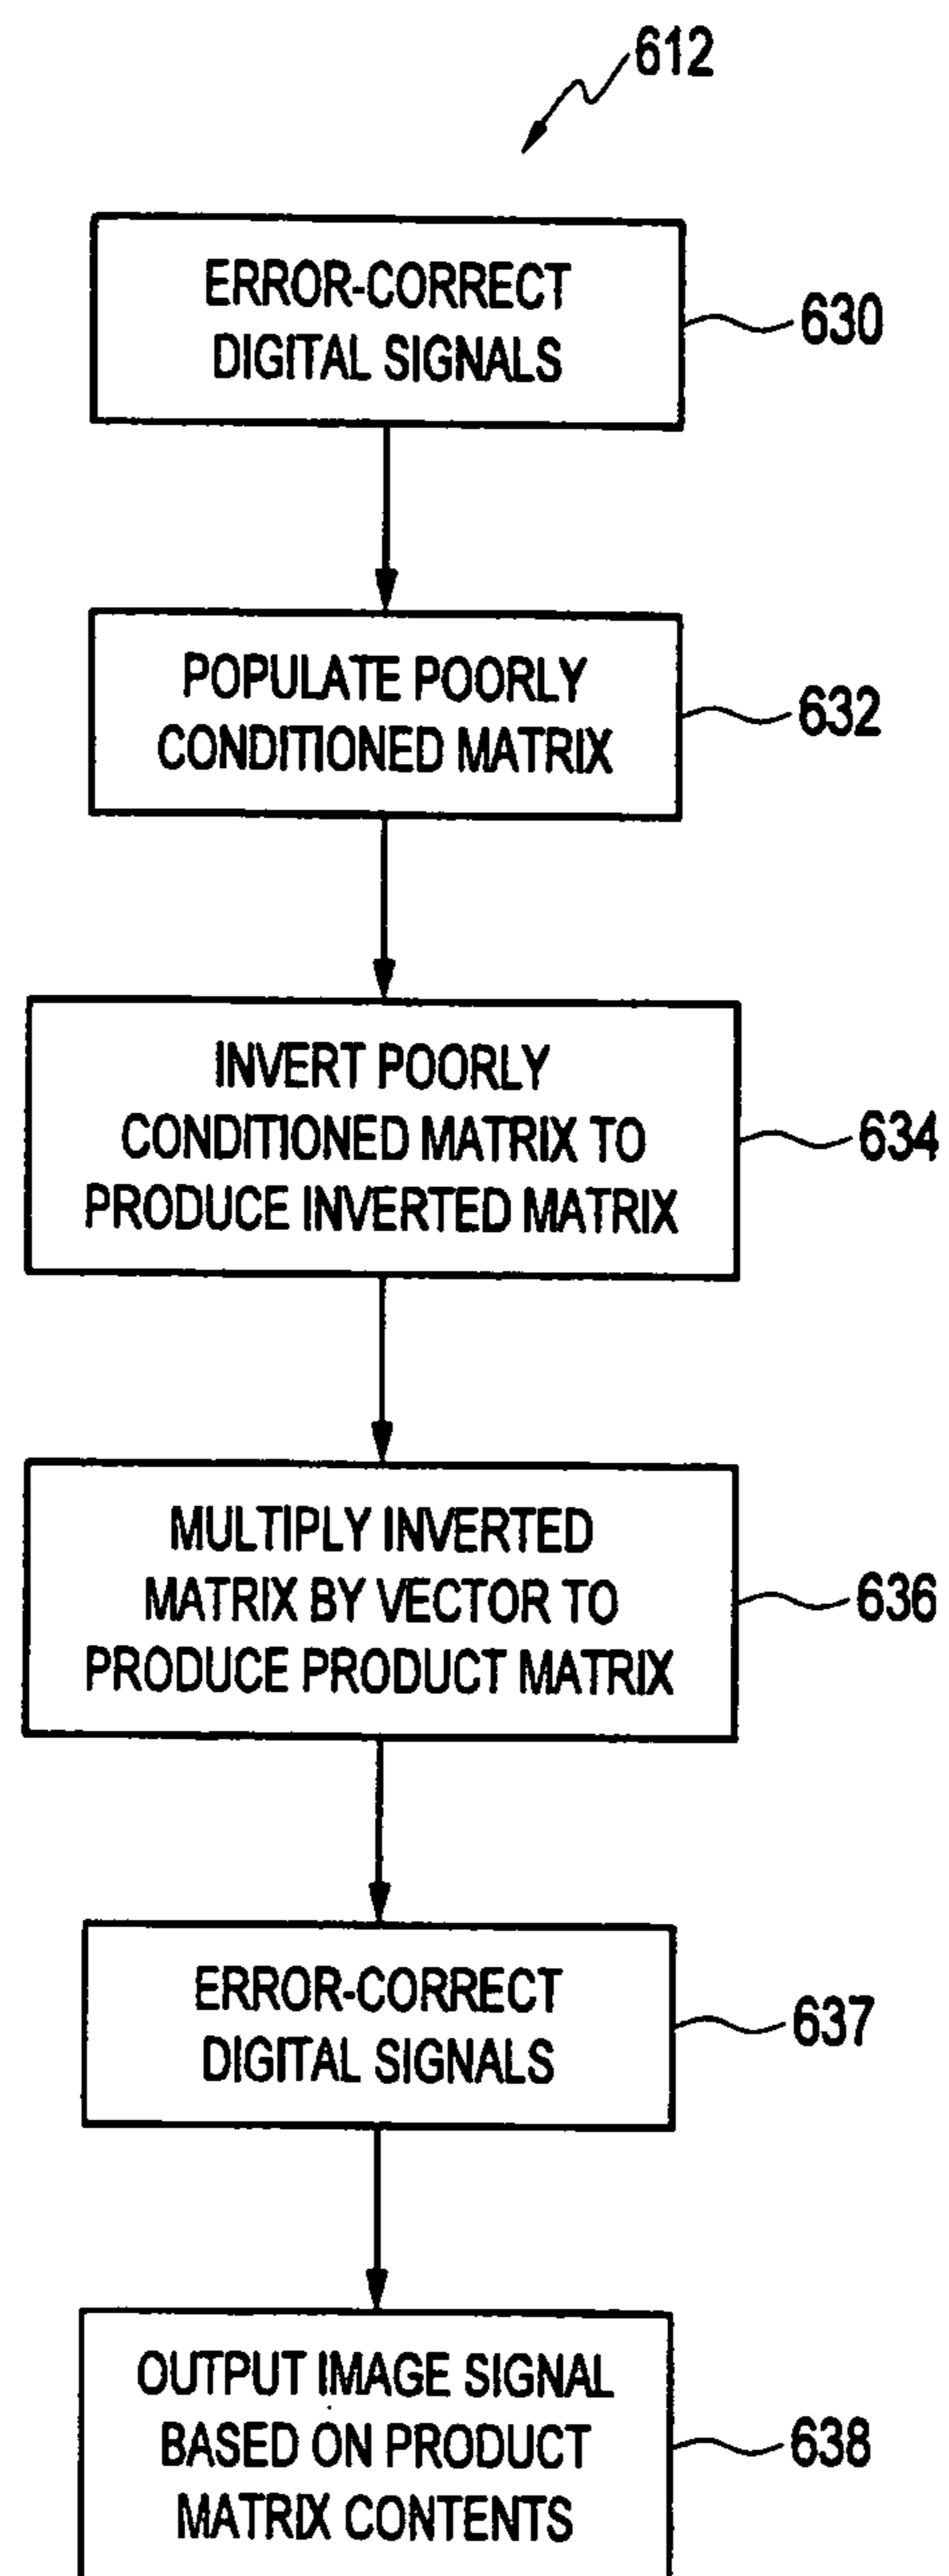 612
ERROR-CORRECT
DIGITAL SIGNALS
630
POPULATE POORLY
CONDITIONED MATRIX
632
INVERT POORLY
CONDITIONED MATRIX TO
PRODUCE INVERTED MATRIX
634
MULTIPLY INVERTED
MATRIX BY VECTOR TO
PRODUCE PRODUCT MATRIX
636
ERROR-CORRECT
DIGITAL SIGNALS
637
OUTPUT IMAGE SIGNAL
BASED ON PRODUCT
MATRIX CONTENTS
638